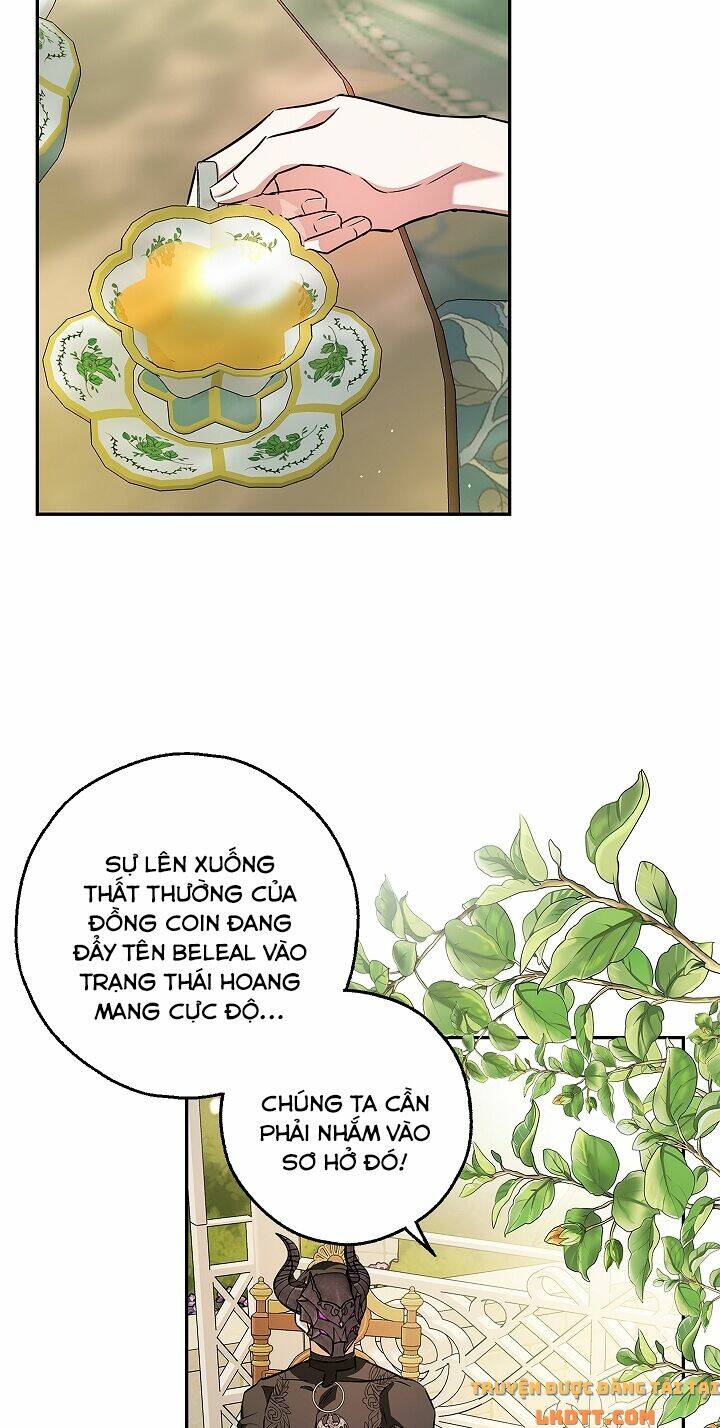 SỰ LÊN XUỐNG
THẤT THƯỜNG CỦA
ĐỒNG COIN ĐANG
ĐẨY TÊN BELEAL VÀO
TRẠNG THÁI HOANG
MANG CỰC ĐỘ...
CHÚNG TA CẦN
PHẢI NHẮM VÀO
SƠ HỞ ĐÓ!
TRUYỆN ĐƯỢC ĐĂNG TẢI TẠI
LKDTT.COM